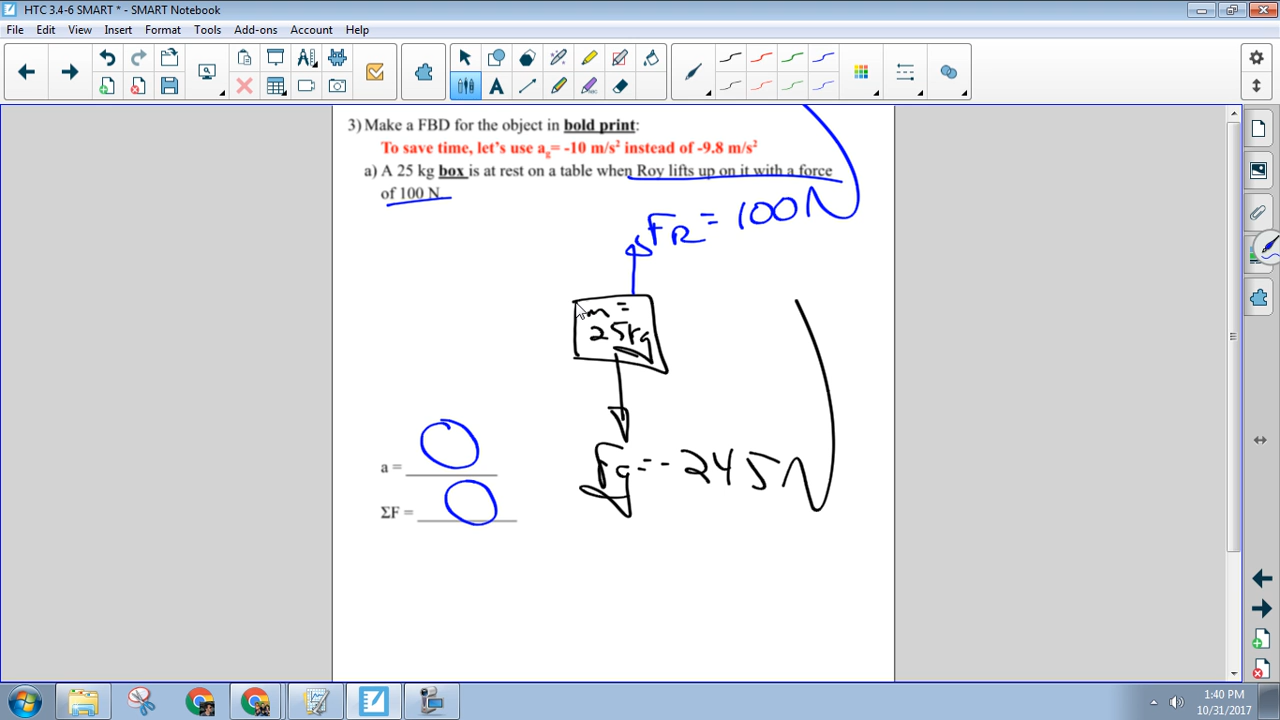 HTC 3.4-6 SMART * - SMART Notebook
File Edit View Insert Format Tools Add-ons Account Help
3) Make a FBD for the object in bold print:
To save time, let's use ag= -10 m/s² instead of -9.8 m/s²
a) A 25 kg box is at rest on a table when Roy lifts up on it with a force
of 100 N
FR = 100N
m =
25kg
Fg = -245N
a = 0
ΣF = 0
1:40 PM
10/31/2017